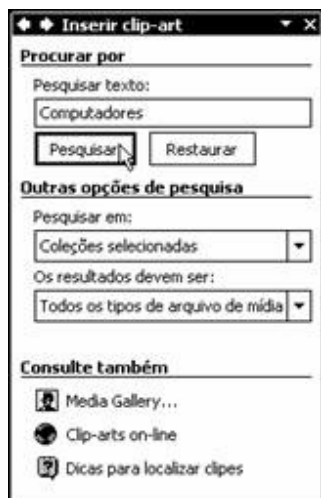 Inserir clip-art
Procurar por
Pesquisar texto:
Computadores
Pesquisar Restaurar
Outras opções de pesquisa
Pesquisar em:
Coleções selecionadas
Os resultados devem ser:
Todos os tipos de arquivo de mídia
Consulte também
Media Gallery...
Clip-arts on-line
Dicas para localizar clipes